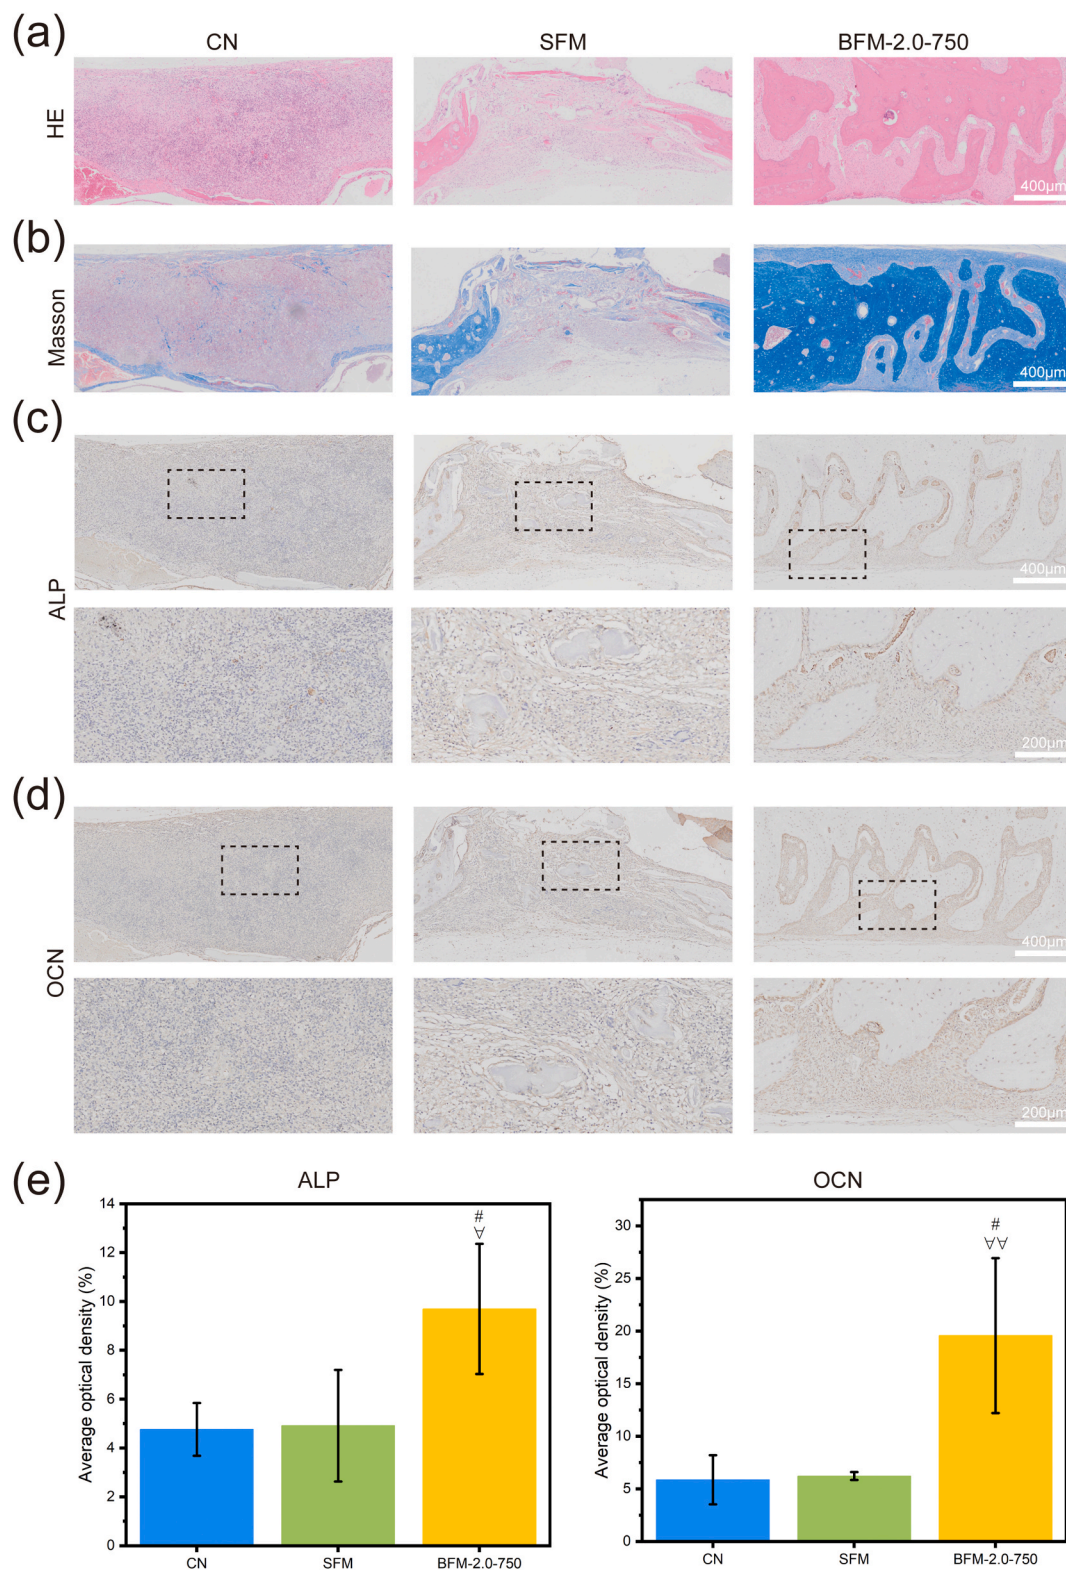 (a)
CN
SFM
BFM-2.0-750
HE
400μm
(b)
Masson
400μm
(c)
ALP
400μm
200μm
(d)
OCN
400μm
200μm
(e)
ALP
Average optical density (%)
14
12
10
8
6
4
2
0
#
∀
CN
SFM
BFM-2.0-750
OCN
Average optical density (%)
30
25
20
15
10
5
0
#
∀∀
CN
SFM
BFM-2.0-750